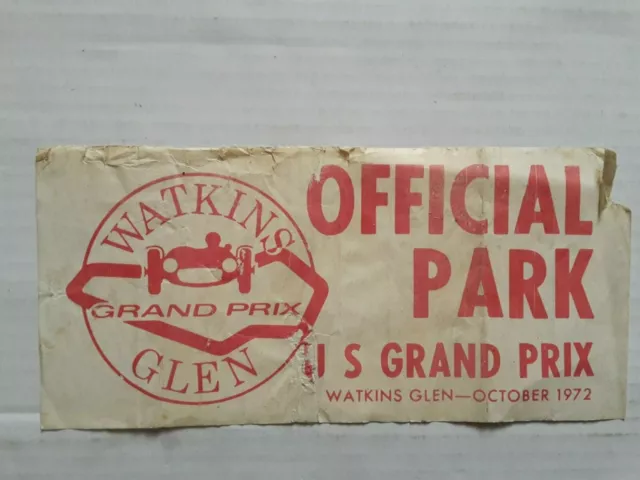 WATKINS
GRAND PRIX
GLEN
OFFICIAL
PARK
U S GRAND PRIX
WATKINS GLEN—OCTOBER 1972